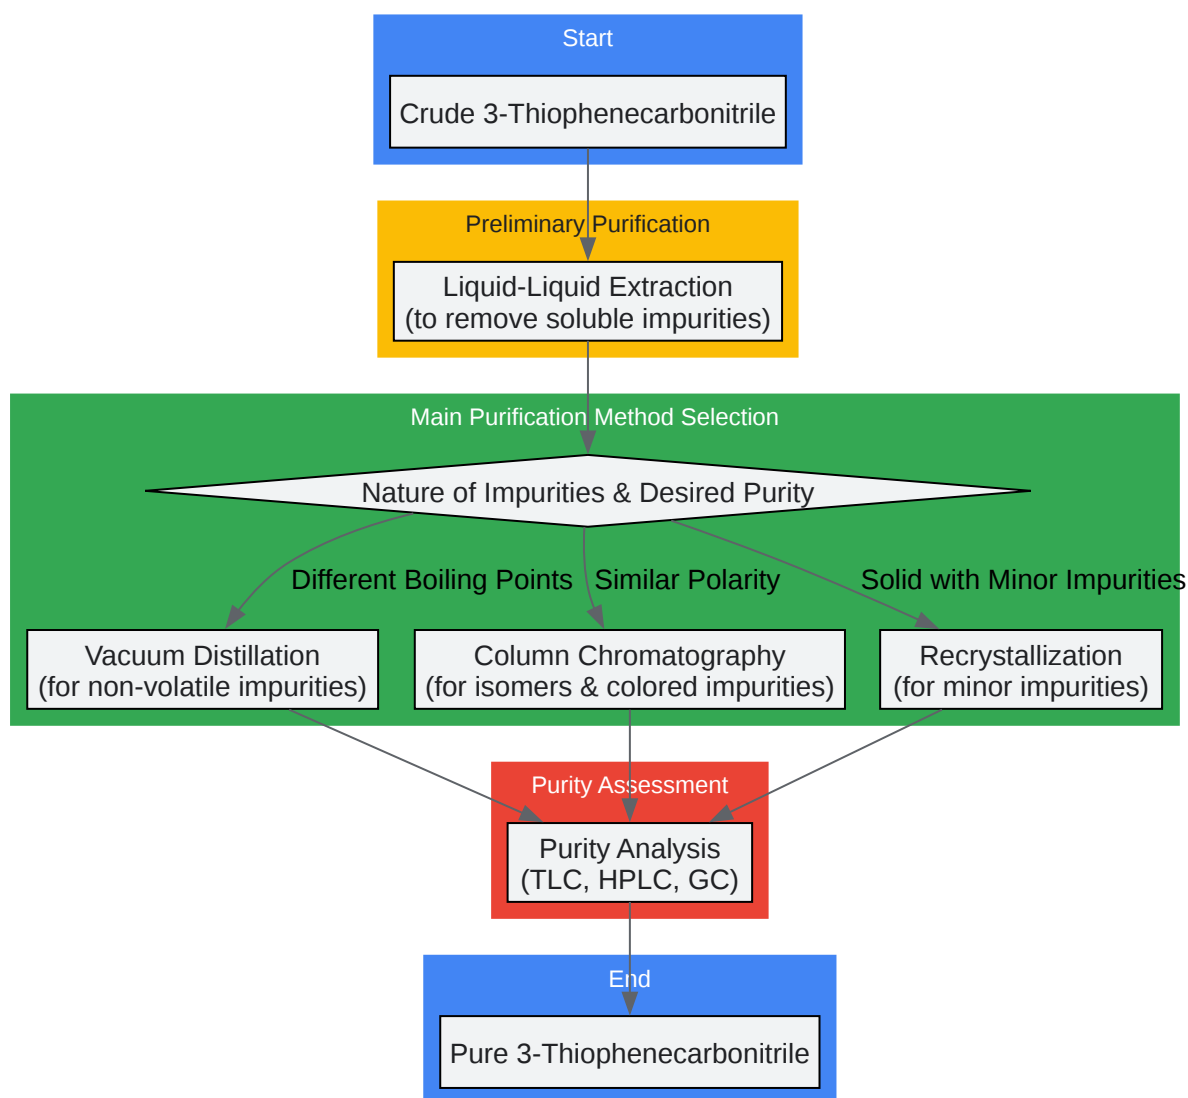 Start
Crude 3-Thiophenecarbonitrile
Preliminary Purification
Liquid-Liquid Extraction
(to remove soluble impurities)
Main Purification Method Selection
Nature of Impurities & Desired Purity
Different Boiling Points
Similar Polarity
Solid with Minor Impurities
Vacuum Distillation
(for non-volatile impurities)
Column Chromatography
(for isomers & colored impurities)
Recrystallization
(for minor impurities)
Purity Assessment
Purity Analysis
(TLC, HPLC, GC)
End
Pure 3-Thiophenecarbonitrile